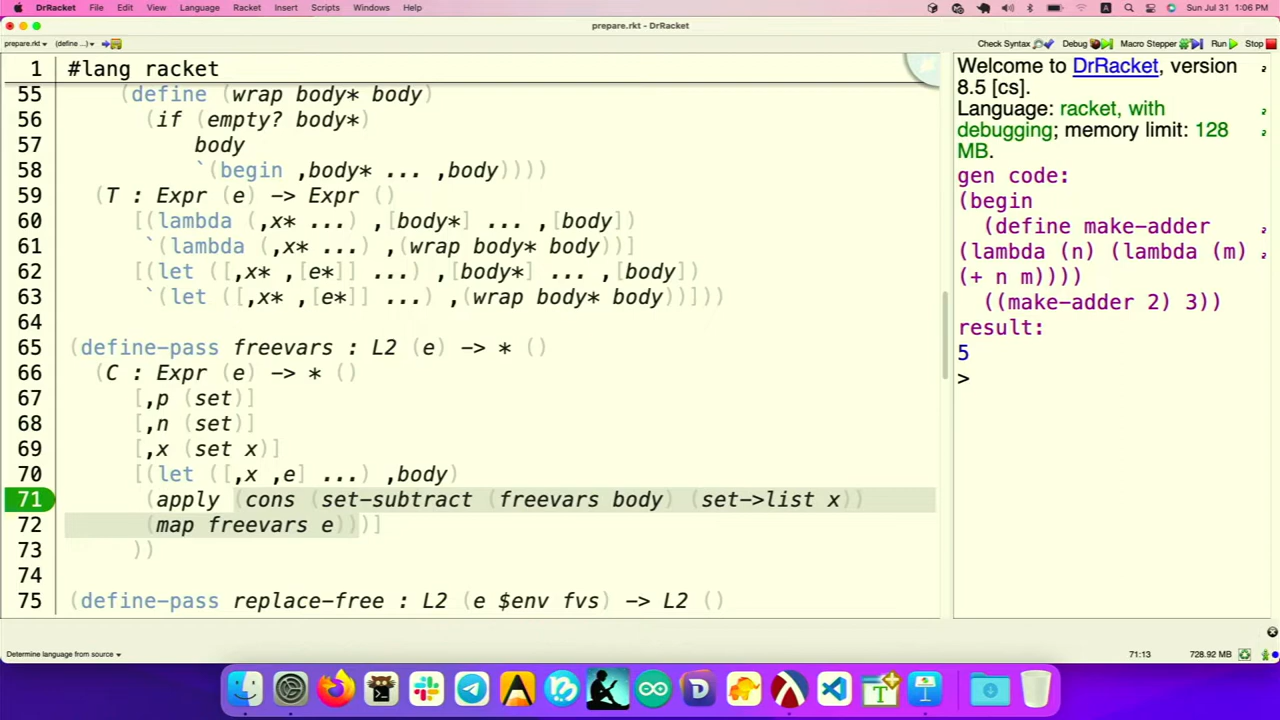 DrRacket File Edit View Language Racket Insert Scripts Windows Help Sun Jul 31 1:06 PM
prepare.rkt - DrRacket
prepare.rkt (define ...) Check Syntax Debug Macro Stepper Run Stop
1 #lang racket
55 (define (wrap body* body)
56 (if (empty? body*)
57 body
58 `(begin ,body* ... ,body))))
59 (T : Expr (e) -> Expr ()
60 [(lambda (,x* ...) ,[body*] ... ,[body])
61 `(lambda (,x* ...) ,(wrap body* body))]
62 [(let ([,x* ,[e*]] ...) ,[body*] ... ,[body])
63 `(let ([,x* ,[e*]] ...) ,(wrap body* body))]))
64
65 (define-pass freevars : L2 (e) -> * ()
66 (C : Expr (e) -> * ()
67 [,p (set)]
68 [,n (set)]
69 [,x (set x)]
70 [(let ([,x ,e] ...) ,body)
71 (apply (cons (set-subtract (freevars body) (set->list x))
72 (map freevars e)))]
73 ))
74
75 (define-pass replace-free : L2 (e $env fvs) -> L2 ()
Welcome to DrRacket, version
8.5 [cs].
Language: racket, with
debugging; memory limit: 128
MB.
gen code:
(begin
(define make-adder
(lambda (n) (lambda (m)
(+ n m))))
((make-adder 2) 3))
result:
5
>
Determine language from source 71:13 728.92 MB